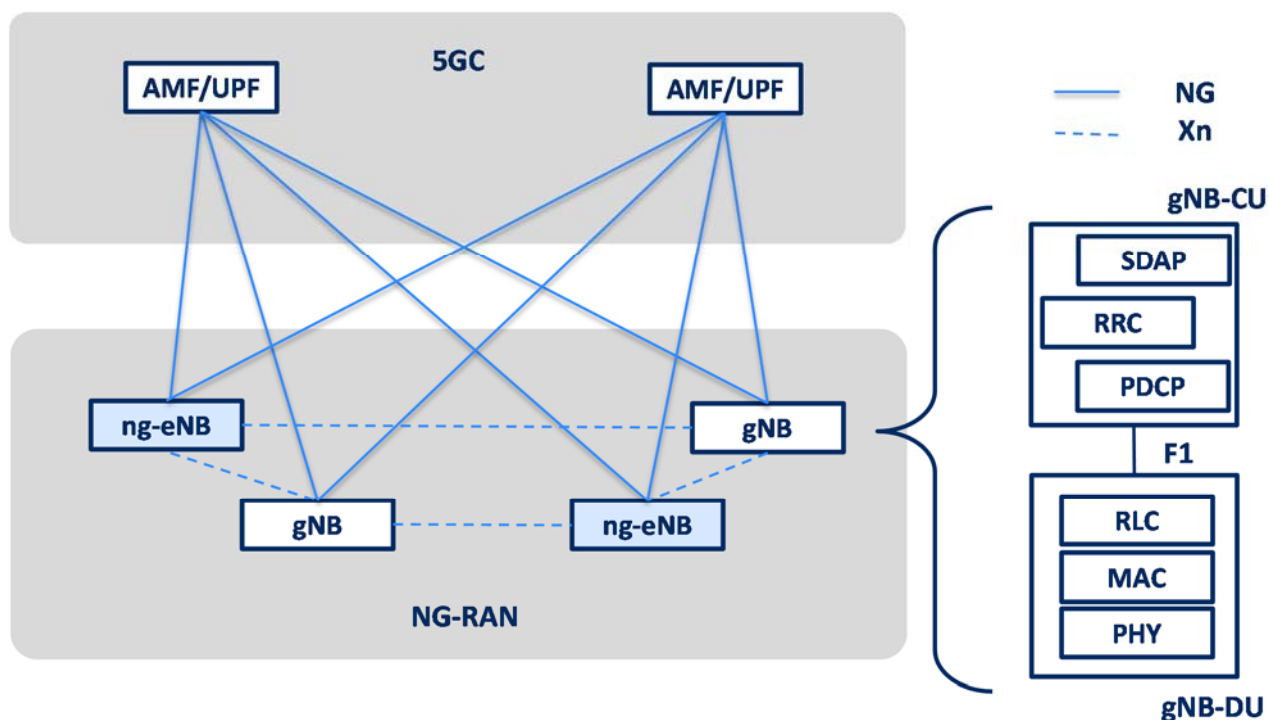 5GC
AMF/UPF
AMF/UPF
NG
Xn
gNB-CU
SDAP
RRC
PDCP
F1
ng-eNB
gNB
gNB
ng-eNB
NG-RAN
RLC
MAC
PHY
gNB-DU